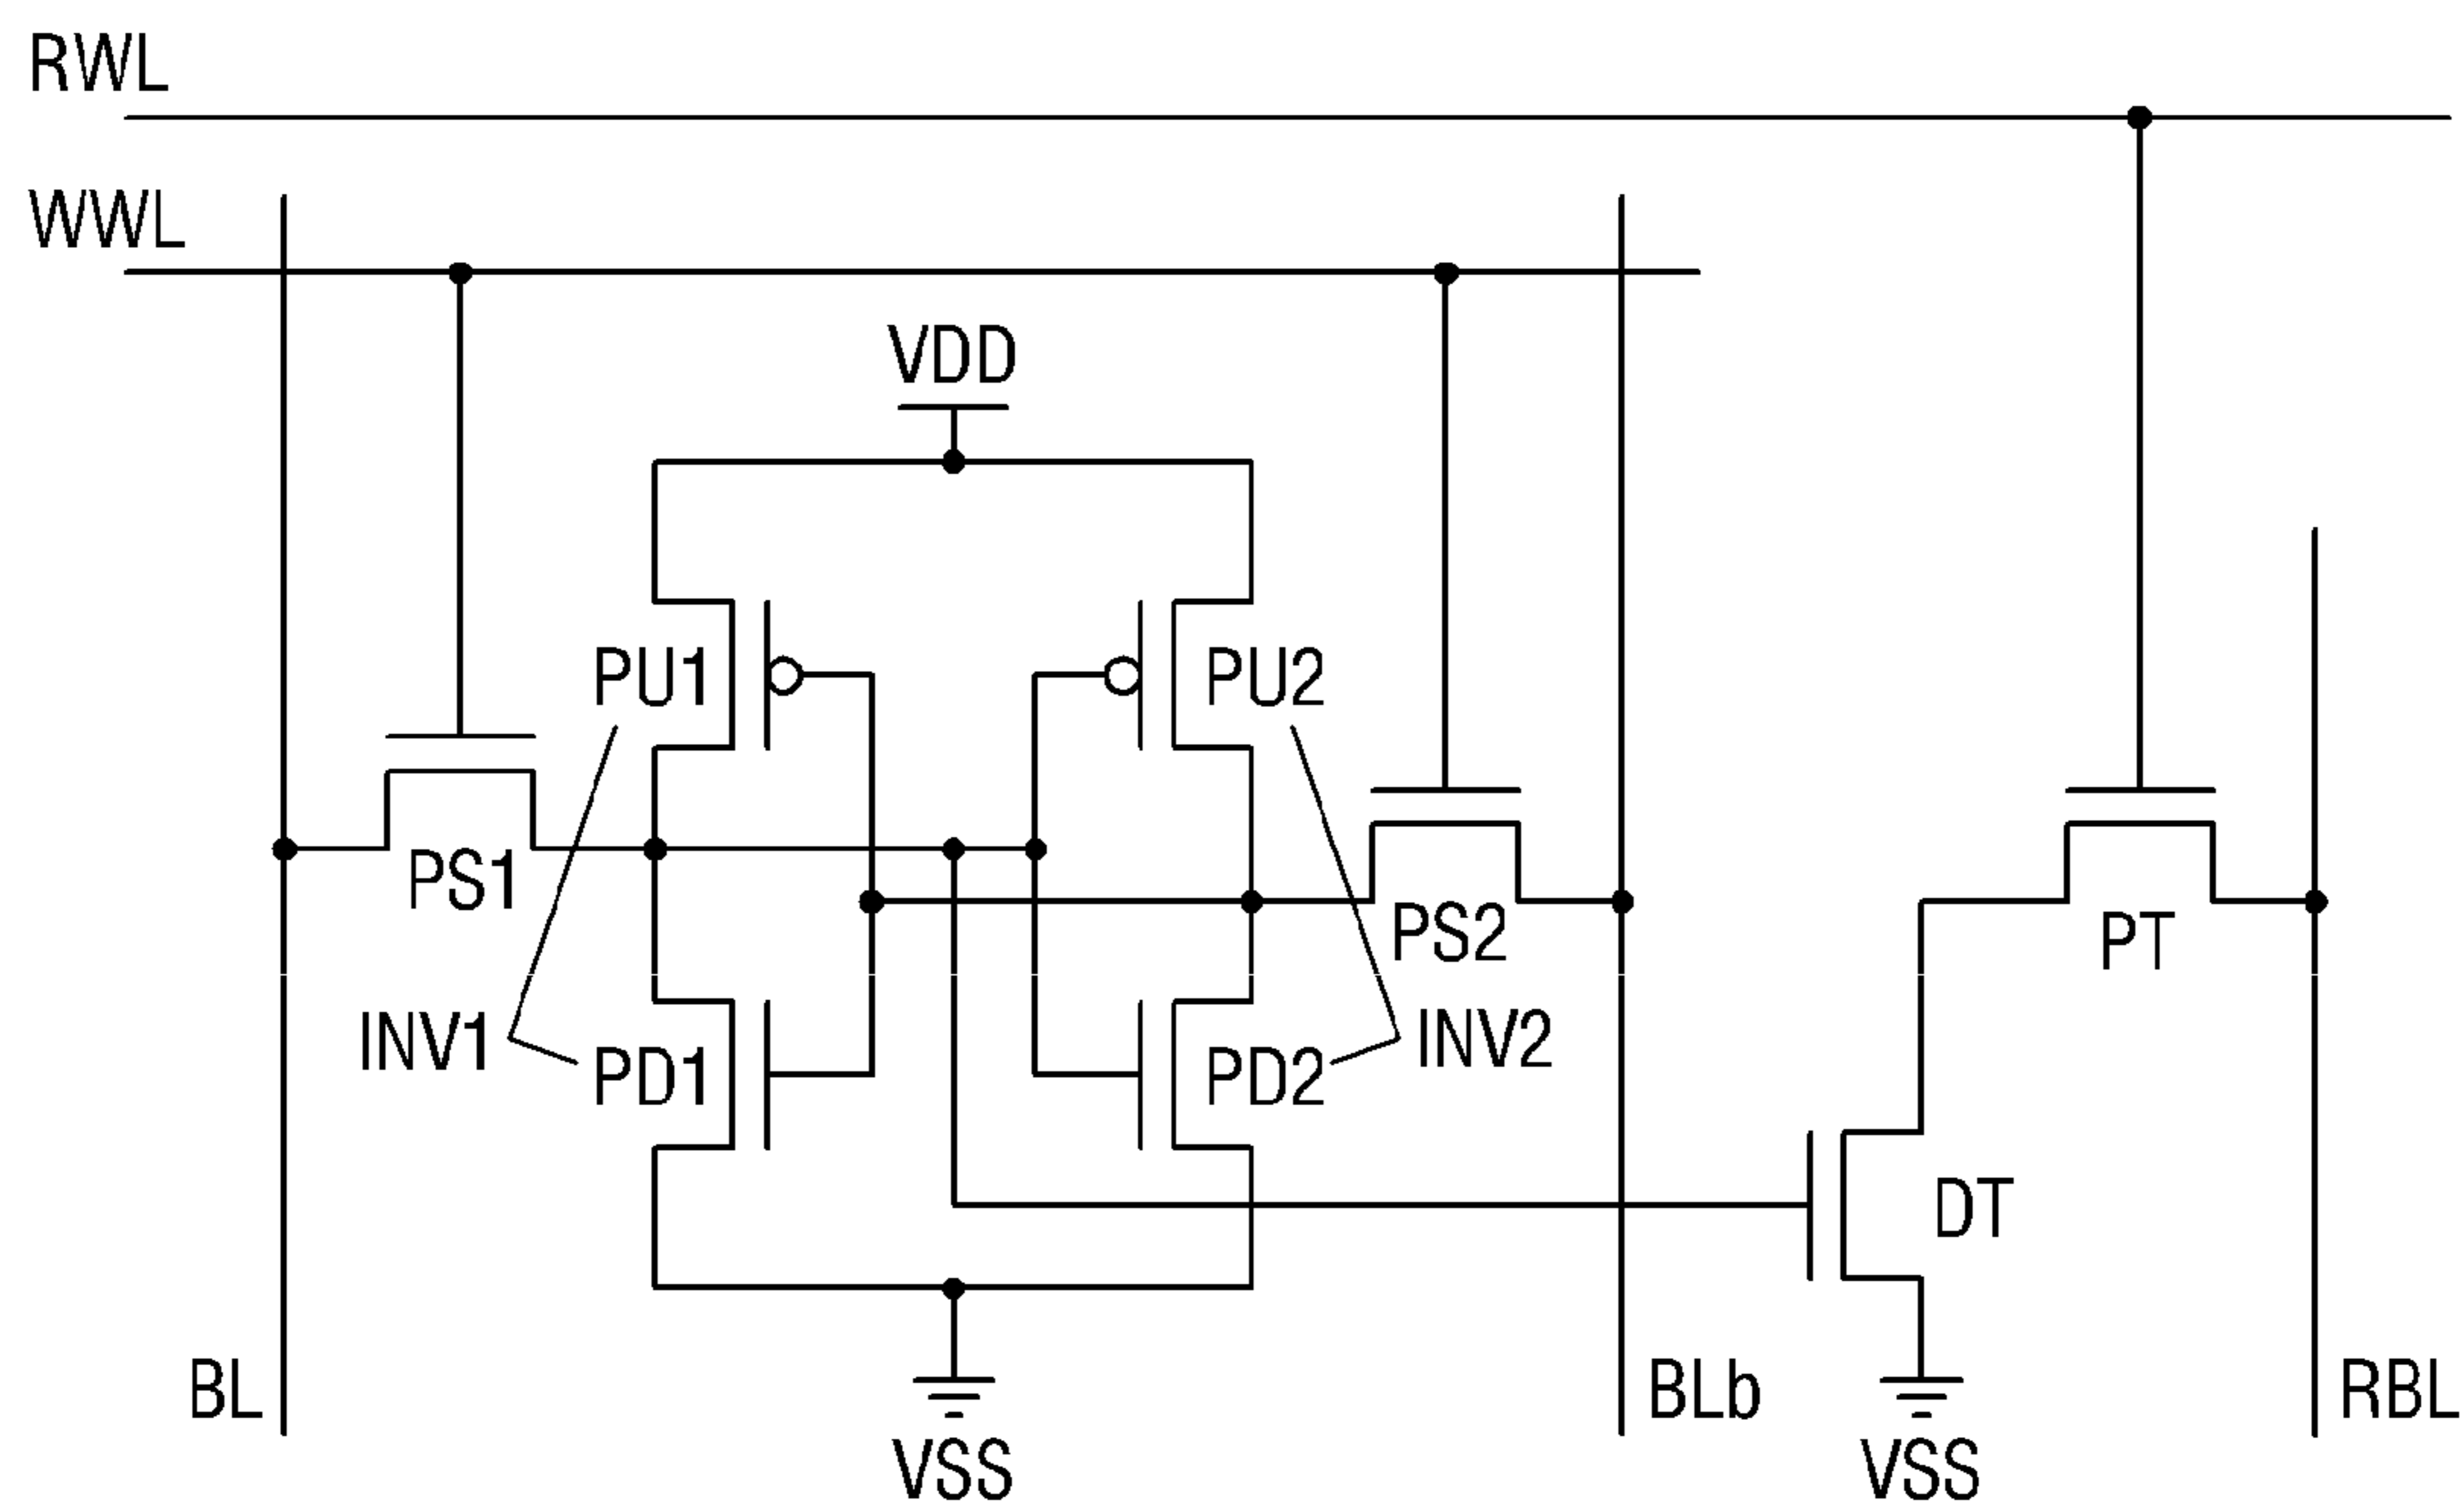 RWL
WWL
VDD
PU1
PU2
PS1
PS2
PT
INV1
PD1
PD2
INV2
DT
BL
BLb
RBL
VSS
VSS